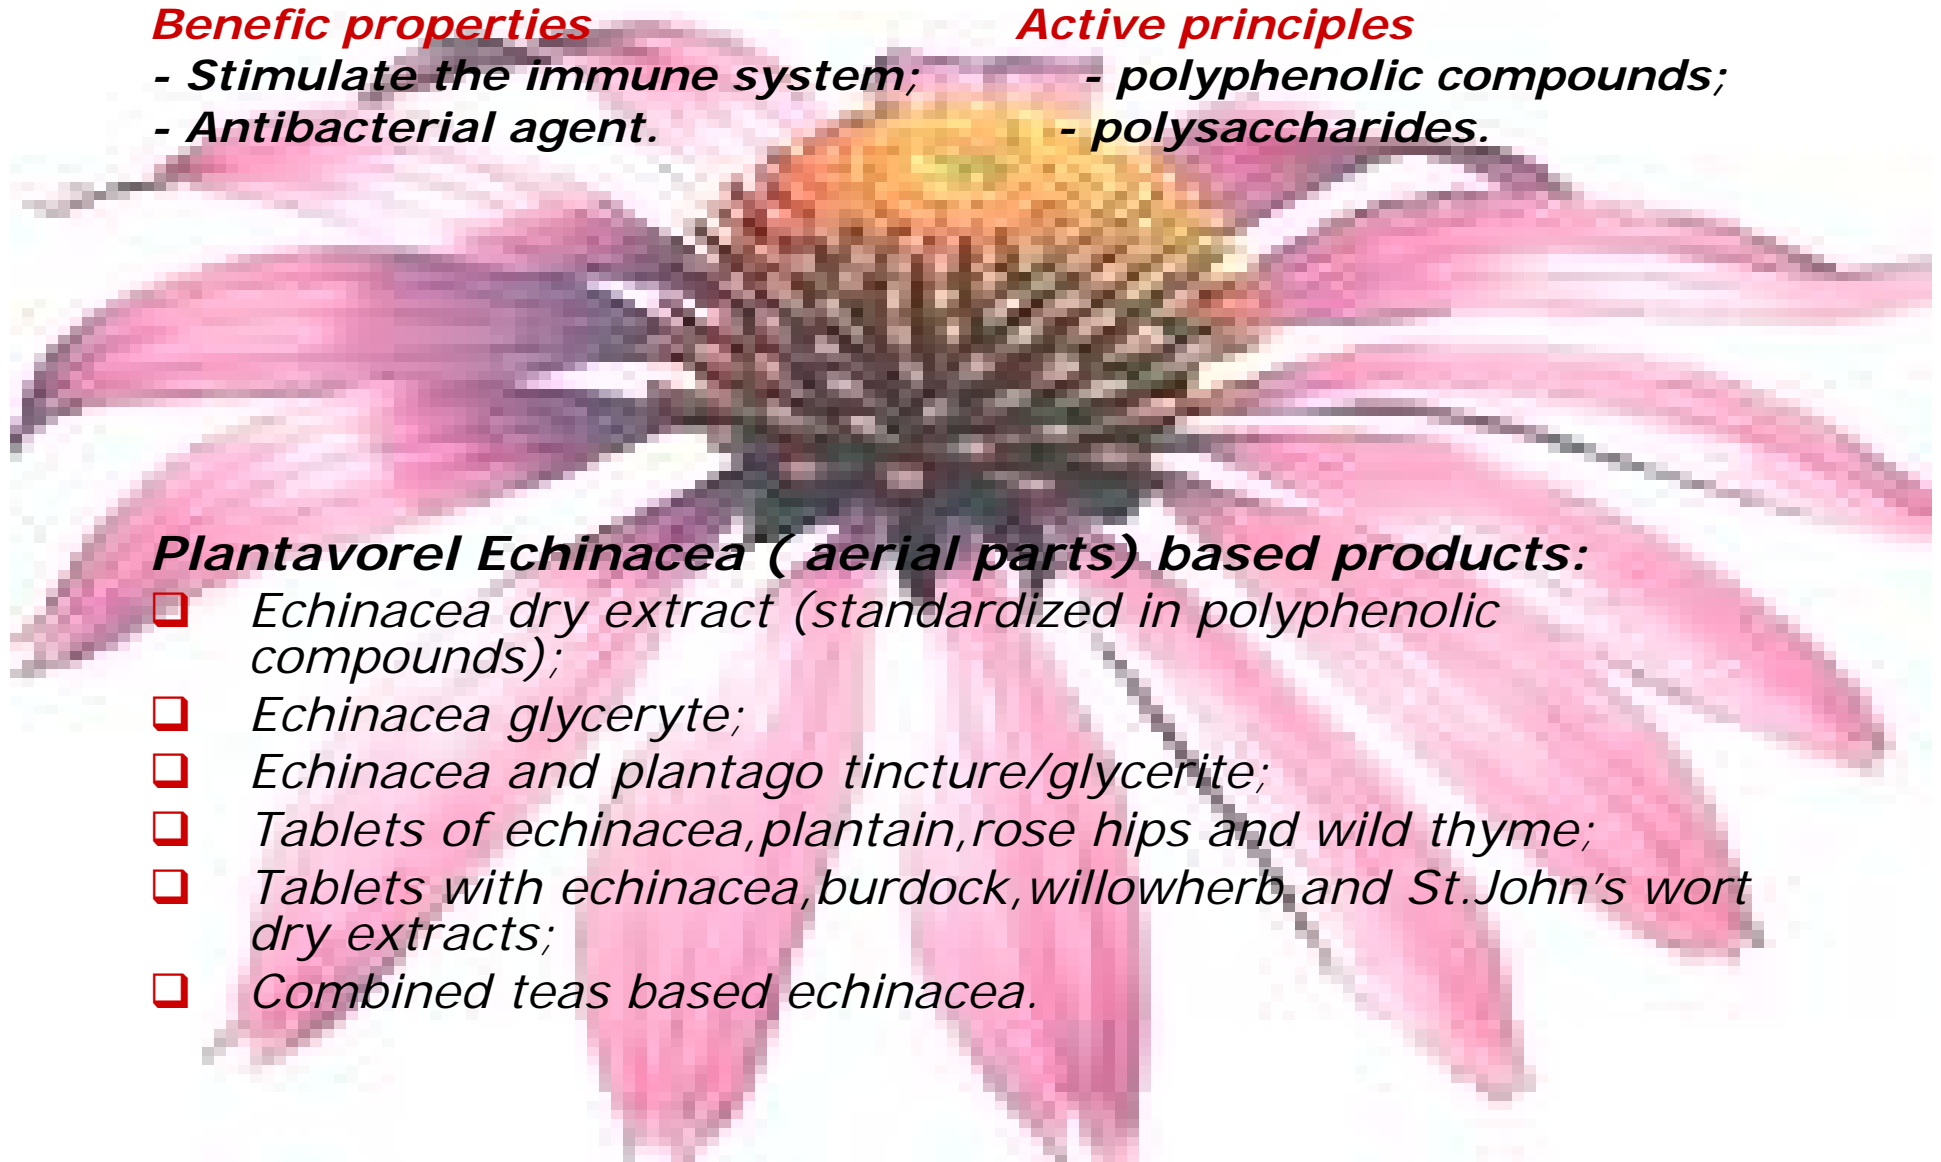 Benefic properties Active principles
- Stimulate the immune system; - polyphenolic compounds;
- Antibacterial agent. - polysaccharides.
Plantavorel Echinacea ( aerial parts) based products:
❑ Echinacea dry extract (standardized in polyphenolic
compounds);
❑ Echinacea glyceryte;
❑ Echinacea and plantago tincture/glycerite;
❑ Tablets of echinacea,plantain,rose hips and wild thyme;
❑ Tablets with echinacea,burdock,willowherb and St.John’s wort
dry extracts;
❑ Combined teas based echinacea.